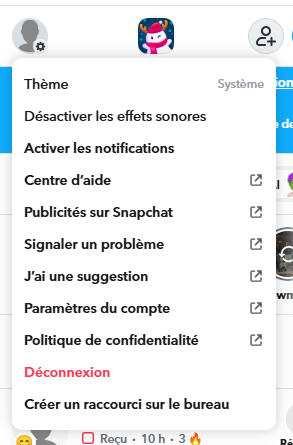 Thème Système
Désactiver les effets sonores
Activer les notifications
Centre d'aide
Publicités sur Snapchat
Signaler un problème
J'ai une suggestion
Paramètres du compte
Politique de confidentialité
Déconnexion
Créer un raccourci sur le bureau
Reçu · 10 h · 3🔥